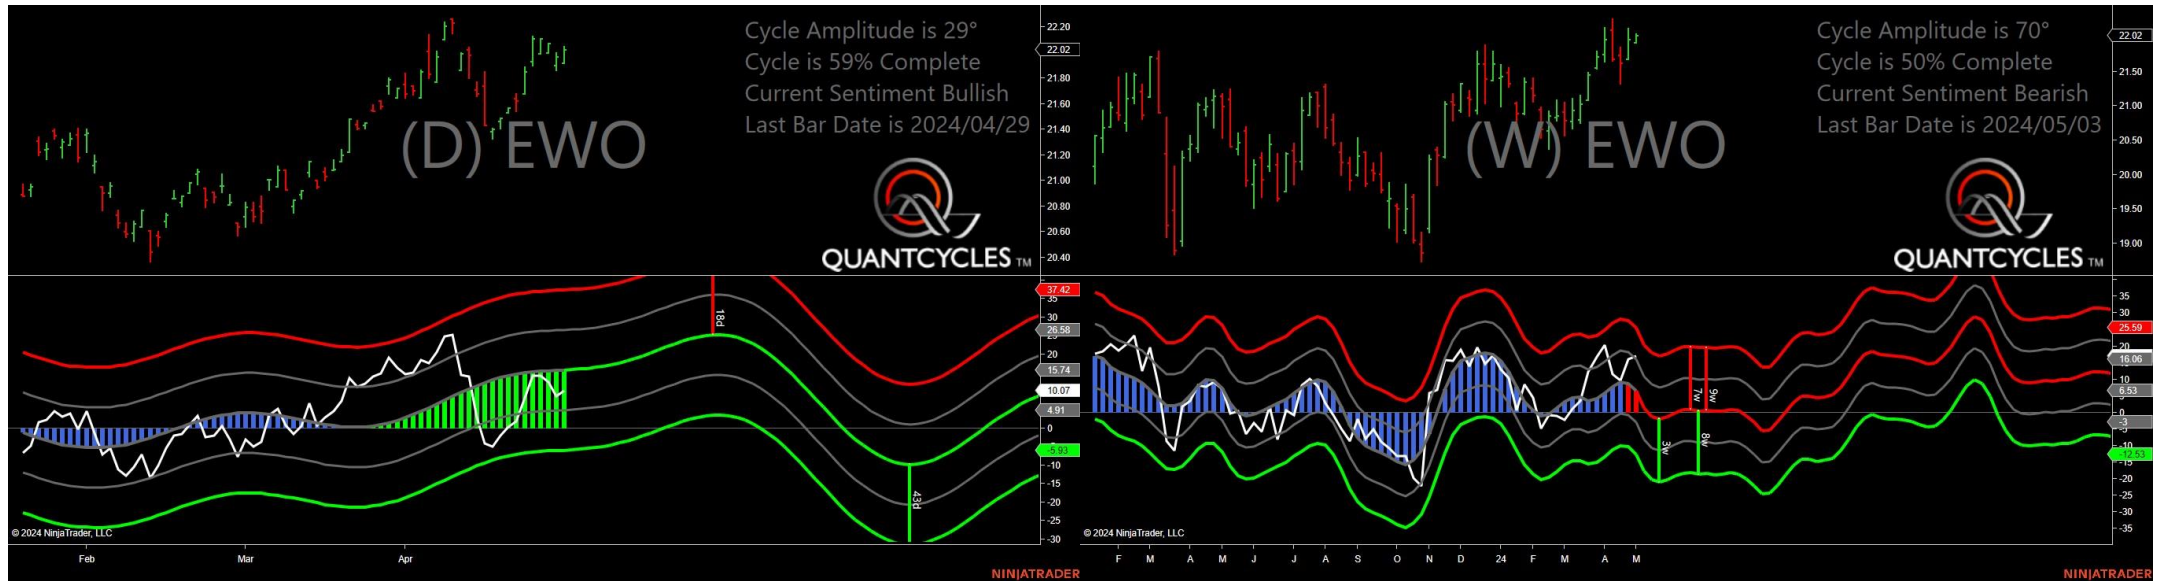 Cycle Amplitude is 29°
Cycle is 59% Complete
Current Sentiment Bullish
Last Bar Date is 2024/04/29
(D) EWO
QUANTCYCLES TM
22.20
22.02
21.80
21.60
21.40
21.20
21.00
20.80
20.60
20.40
37.42
35
30
26.58
25
20
15.74
10.07
4.91
0
-5.93
-10
-15
-20
-25
-30
18d
43d
© 2024 NinjaTrader, LLC
Feb Mar Apr
NINJATRADER
Cycle Amplitude is 70°
Cycle is 50% Complete
Current Sentiment Bearish
Last Bar Date is 2024/05/03
(W) EWO
QUANTCYCLES TM
22.02
21.50
21.00
20.50
20.00
19.50
19.00
35
30
25.59
20
16.06
10
6.53
0
-3
-5
-10
-12.53
-15
-20
-25
-30
-35
7w
9w
3w
8w
© 2024 NinjaTrader, LLC
F M A M J J A S O N D 24 F M A M
NINJATRADER